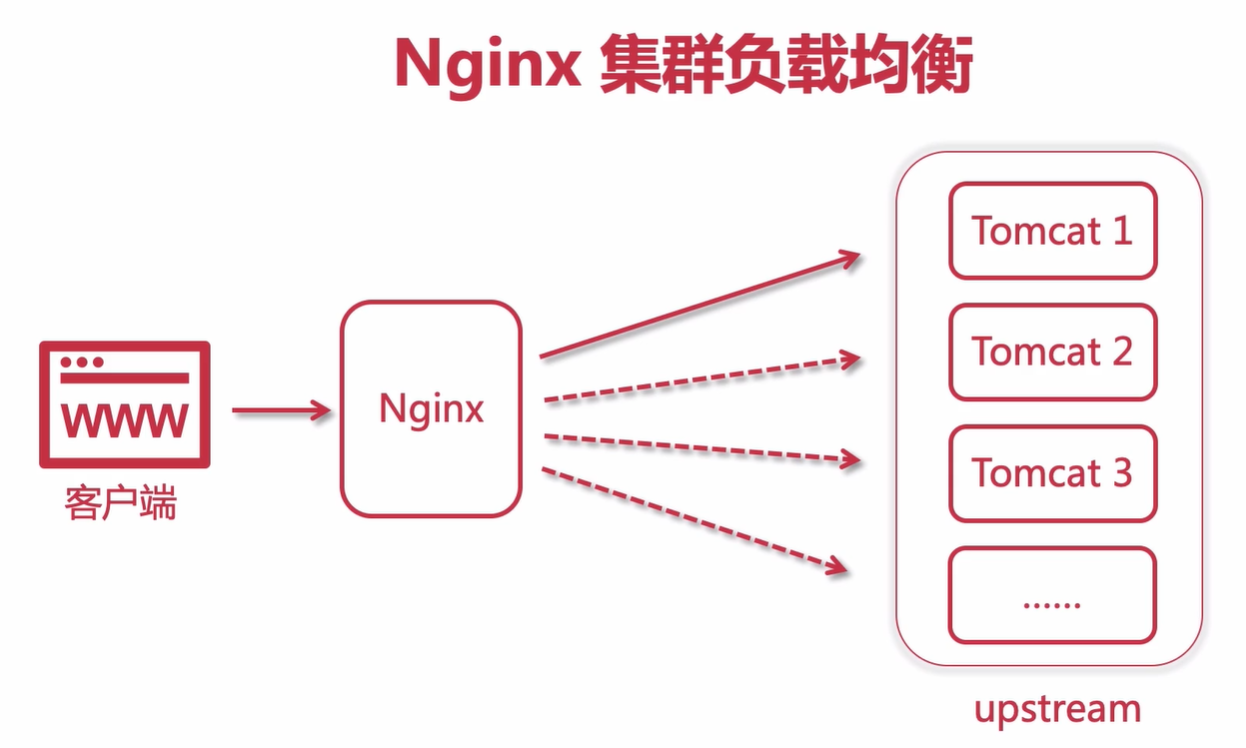 Nginx 集群负载均衡
Tomcat 1
Tomcat 2
Nginx
WWW
Tomcat 3
客户端
......
upstream